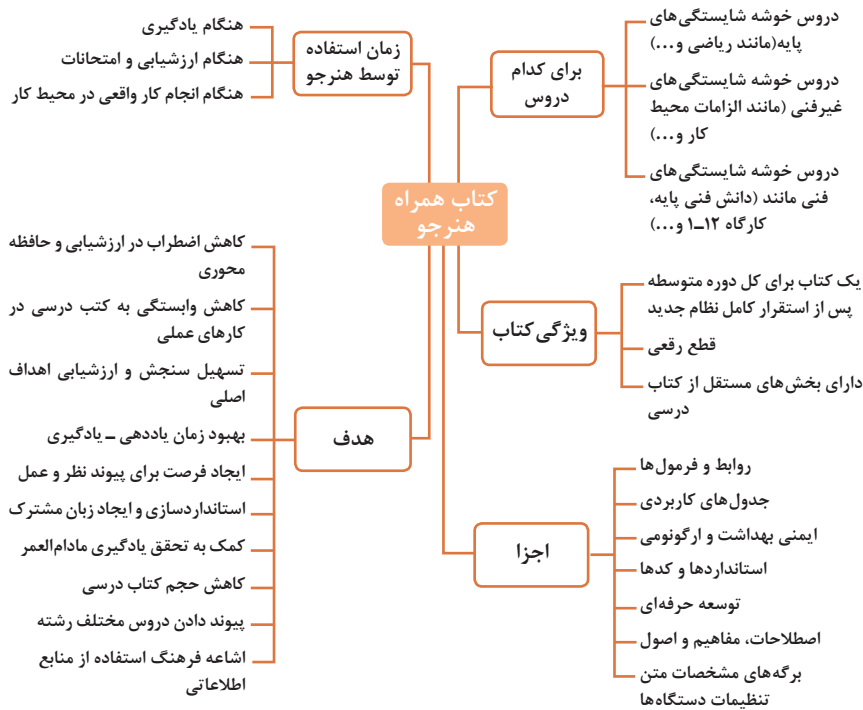 کتاب همراه
هنرجو
برای کدام
دروس
دروس خوشه شایستگی‌های
پایه(مانند ریاضی و...)
دروس خوشه شایستگی‌های
غیرفنی (مانند الزامات محیط
کار و...)
دروس خوشه شایستگی‌های
فنی مانند (دانش فنی پایه،
کارگاه ۱۲ـ۱ و...)
ویژگی کتاب
یک کتاب برای کل دوره متوسطه
پس از استقرار کامل نظام جدید
قطع رقعی
دارای بخش‌های مستقل از کتاب
درسی
اجزا
روابط و فرمول‌ها
جدول‌های کاربردی
ایمنی بهداشت و ارگونومی
استانداردها و کدها
توسعه حرفه‌ای
اصطلاحات، مفاهیم و اصول
برگه‌های مشخصات متن
تنظیمات دستگاه‌ها
زمان استفاده
توسط هنرجو
هنگام یادگیری
هنگام ارزشیابی و امتحانات
هنگام انجام کار واقعی در محیط کار
هدف
کاهش اضطراب در ارزشیابی و حافظه
محوری
کاهش وابستگی به کتب درسی در
کارهای عملی
تسهیل سنجش و ارزشیابی اهداف
اصلی
بهبود زمان یاددهی ـ یادگیری
ایجاد فرصت برای پیوند نظر و عمل
استانداردسازی و ایجاد زبان مشترک
کمک به تحقق یادگیری مادام‌العمر
کاهش حجم کتاب درسی
پیوند دادن دروس مختلف رشته
اشاعه فرهنگ استفاده از منابع
اطلاعاتی